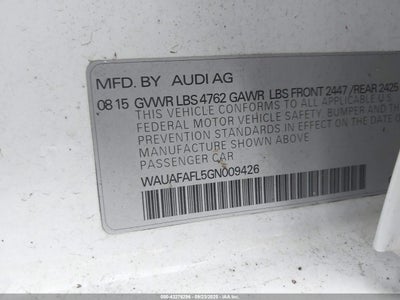 MFD. BY AUDI AG
08 15 GVWR LBS 4762 GAWR LBS FRONT 2447 /REAR 2425
THIS VEHICLE CONFORMS TO ALL APPLICABLE U.S.
FEDERAL MOTOR VEHICLE SAFETY, BUMPER AND THEFT
PREVENTION STANDARDS IN EFFECT ON THE DATE OF
MANUFACTURE SHOWN ABOVE
PASSENGER CAR
WAUAFAFL5GN009426